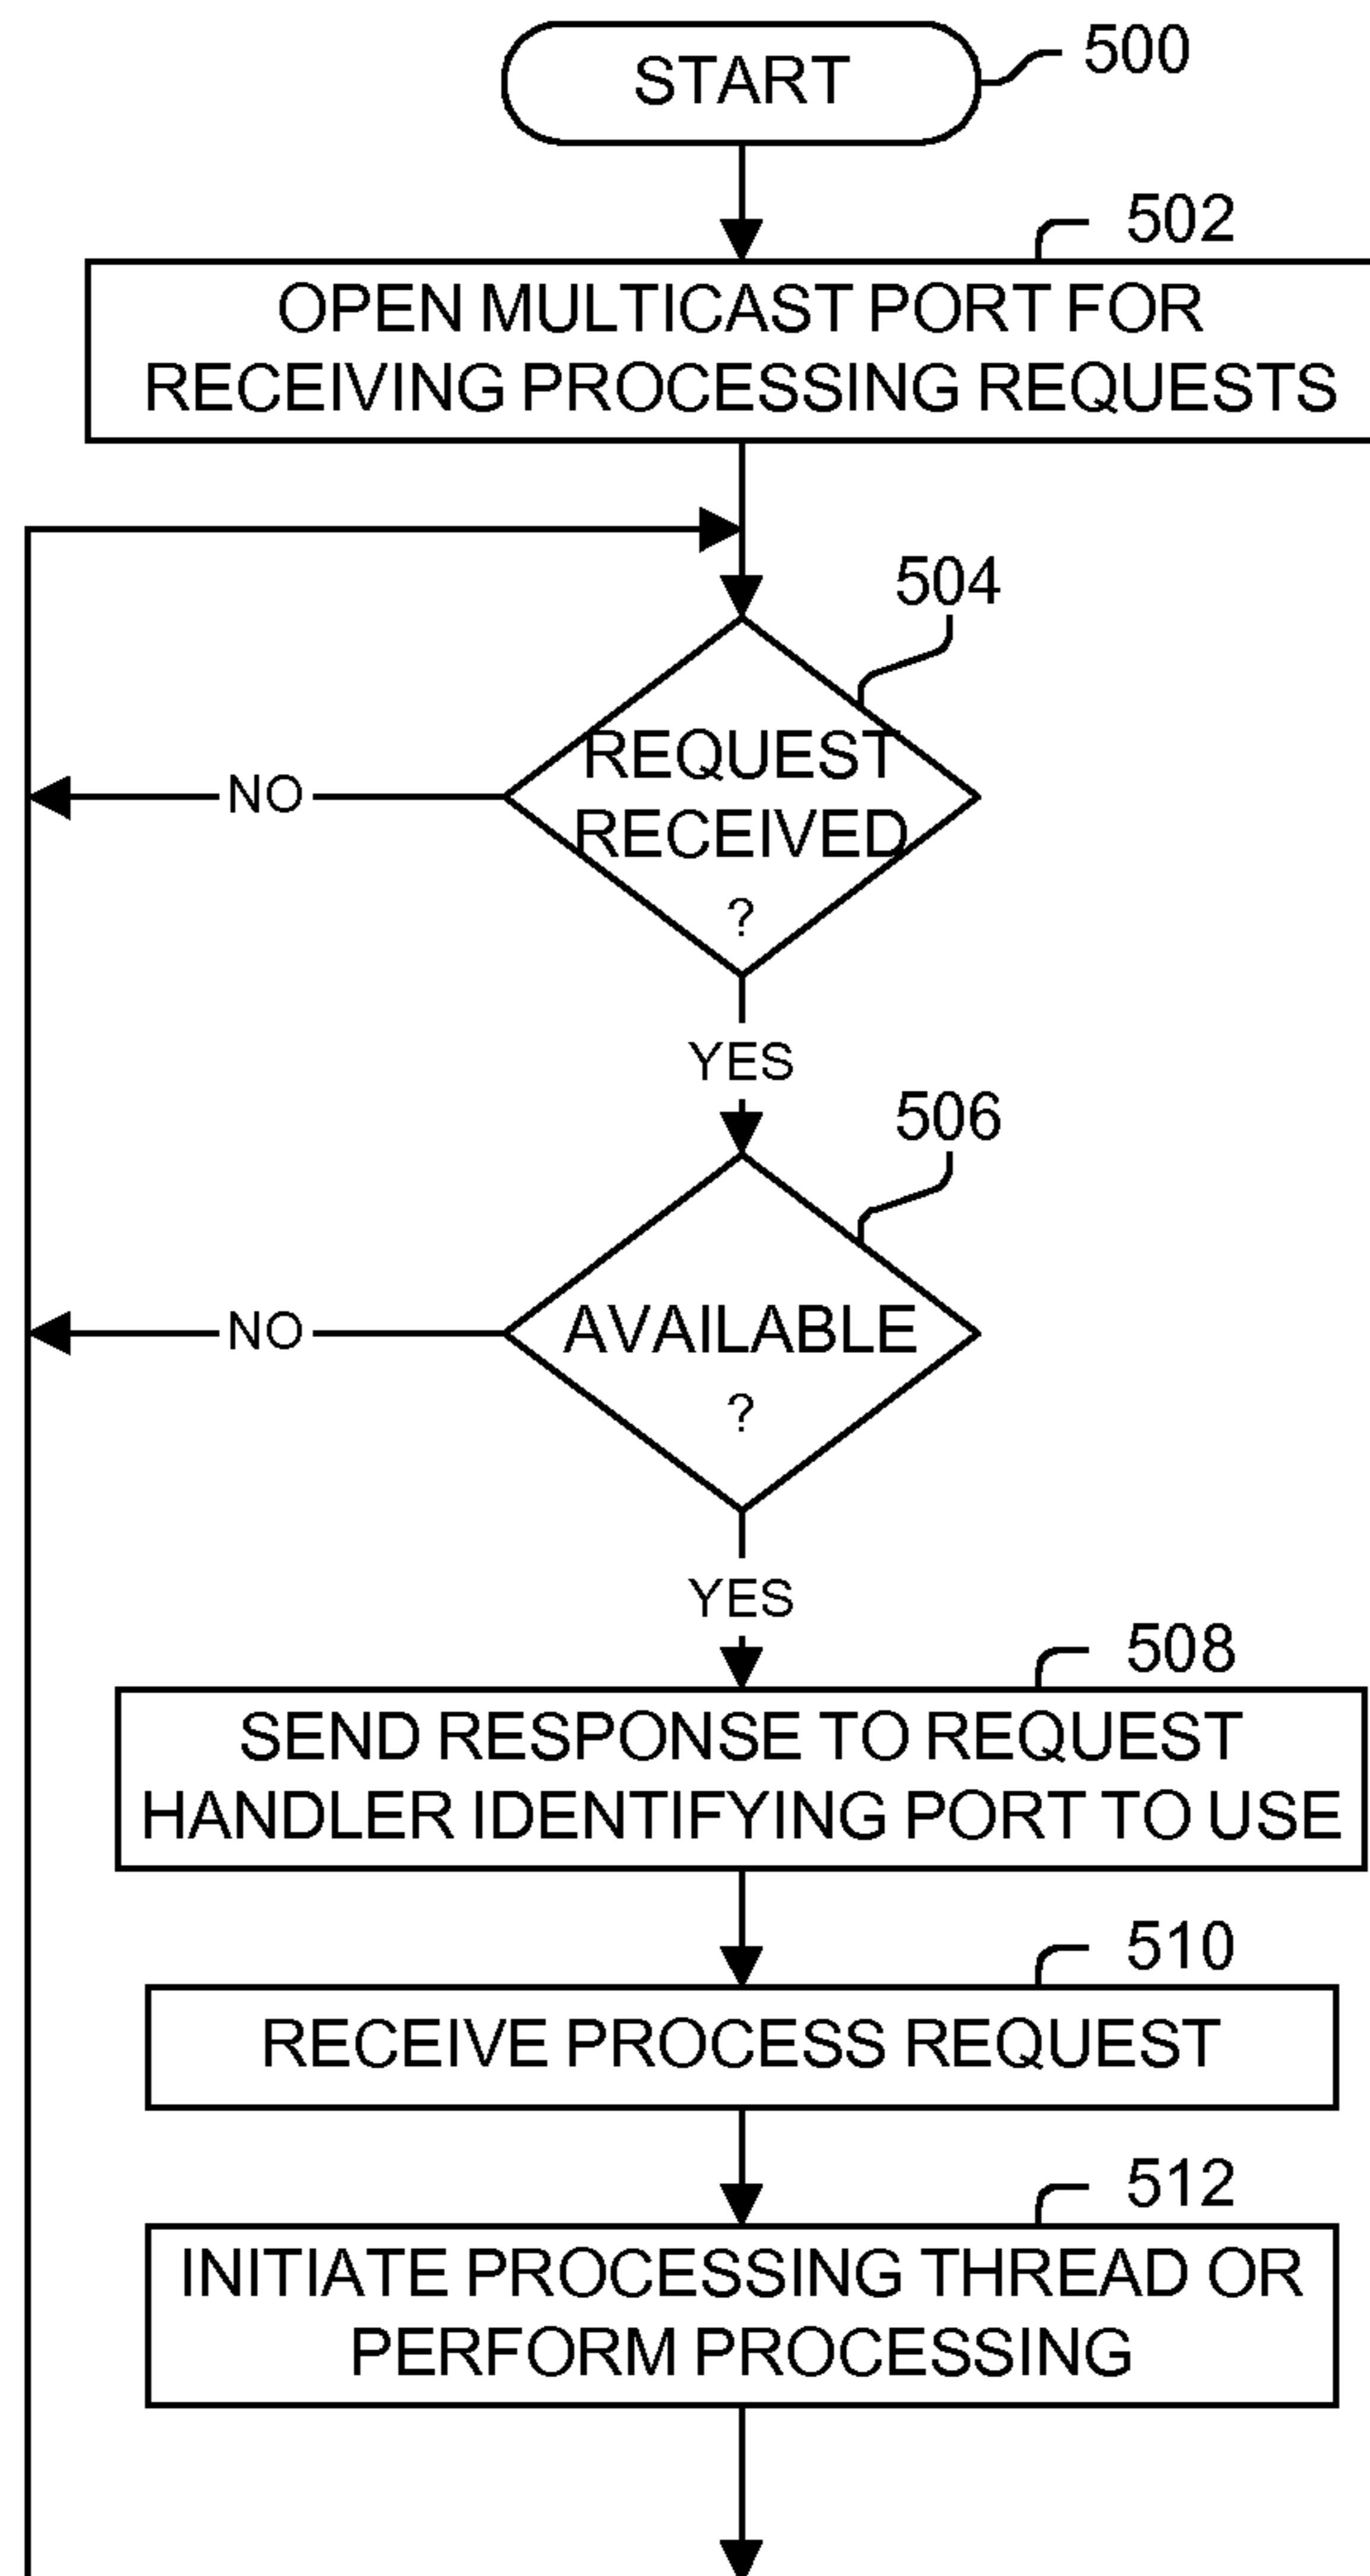 START
500
502
OPEN MULTICAST PORT FOR
RECEIVING PROCESSING REQUESTS
504
REQUEST
RECEIVED
?
NO
YES
506
AVAILABLE
?
NO
YES
508
SEND RESPONSE TO REQUEST
HANDLER IDENTIFYING PORT TO USE
510
RECEIVE PROCESS REQUEST
512
INITIATE PROCESSING THREAD OR
PERFORM PROCESSING